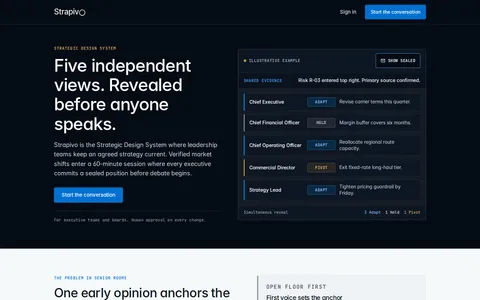 Strapiv
Sign in
Start the conversation
STRATEGIC DESIGN SYSTEM
Five independent
views. Revealed
before anyone
speaks.
Strapivo is the Strategic Design System where leadership
teams keep an agreed strategy current. Verified market
shifts enter a 60-minute session where every executive
commits a sealed position before debate begins.
Start the conversation
For executive teams and boards. Human approval on every change.
ILLUSTRATIVE EXAMPLE
SHOW SEALED
SHARED EVIDENCE
Risk R-03 entered top right. Primary source confirmed.
Chief Executive
ADAPT
Revise carrier terms this quarter.
Chief Financial Officer
HOLD
Margin buffer covers six months.
Chief Operating Officer
ADAPT
Reallocate regional route
capacity.
Commercial Director
PIVOT
Exit fixed-rate long-haul tier.
Strategy Lead
ADAPT
Tighten pricing guardrail by
Friday.
Simultaneous reveal
3 Adapt
1 Hold
1 Pivot
THE PROBLEM IN SENIOR ROOMS
One early opinion anchors the
OPEN FLOOR FIRST
First voice sets the anchor